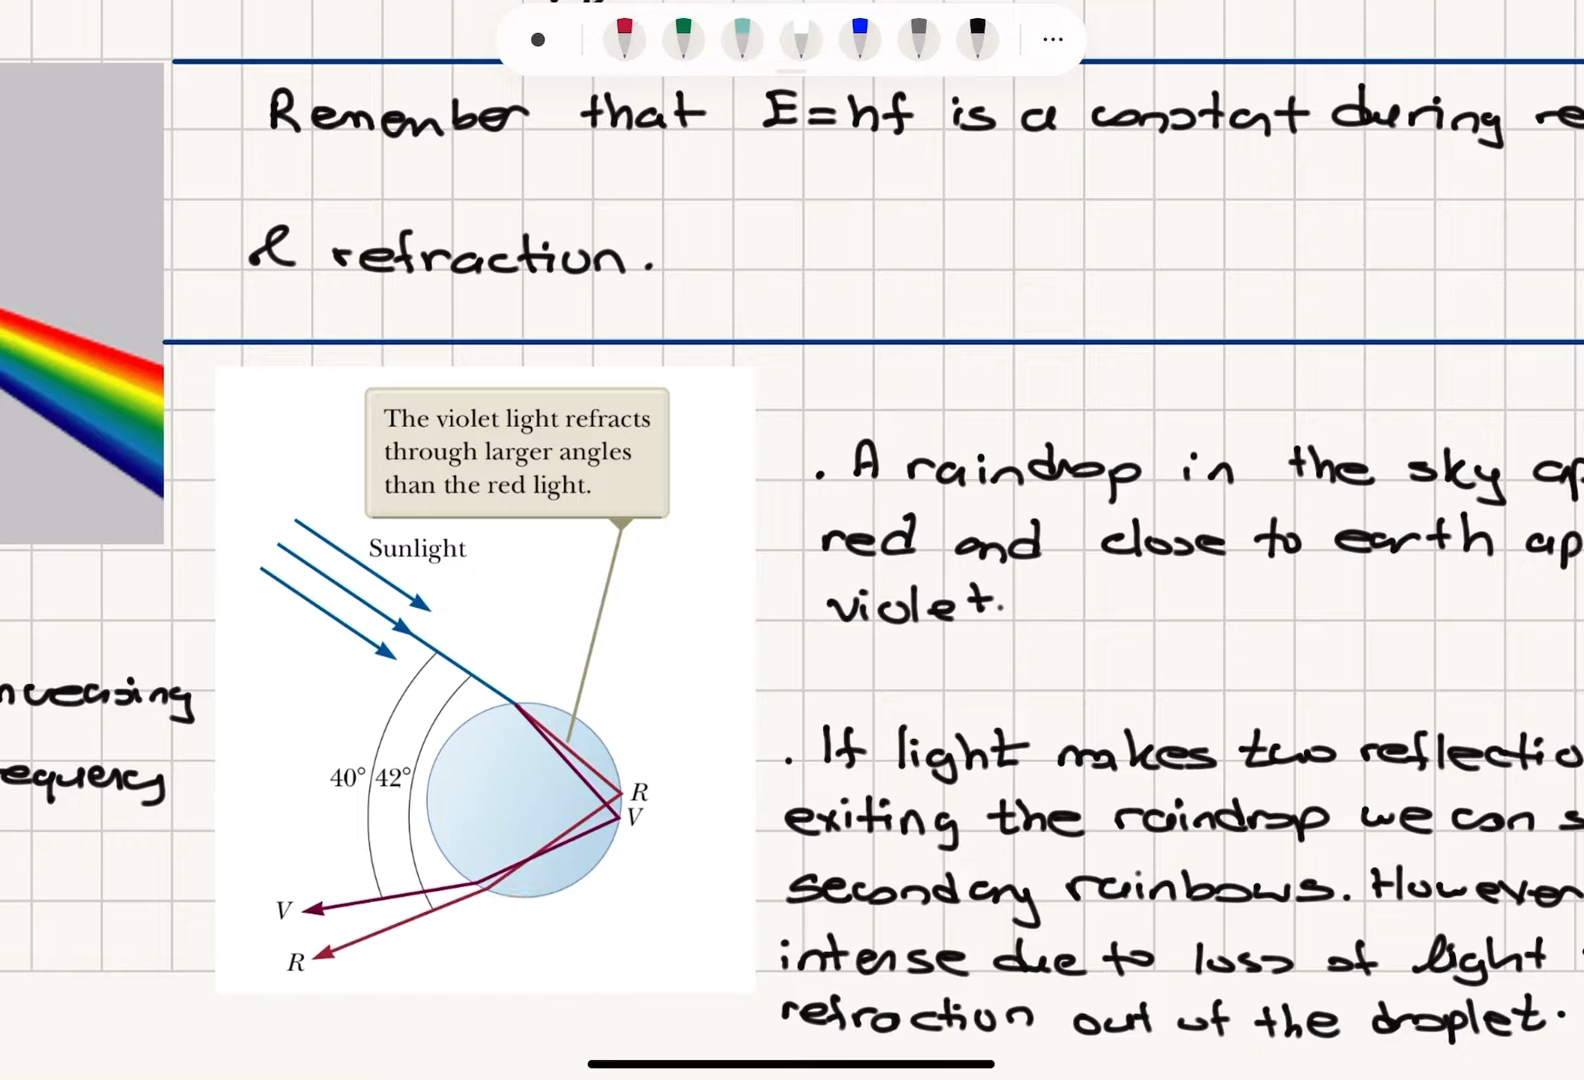 Remember that E=hf is a constant during re
& refraction.
The violet light refracts
through larger angles
than the red light.
Sunlight
40° 42°
R
V
V
R
ncreasing
equency
. A raindrop in the sky ap
red and close to earth ap
violet.
. If light makes two reflectio
exiting the raindrop we can s
secondary rainbows. However
intense due to loss of light
refraction out of the droplet.